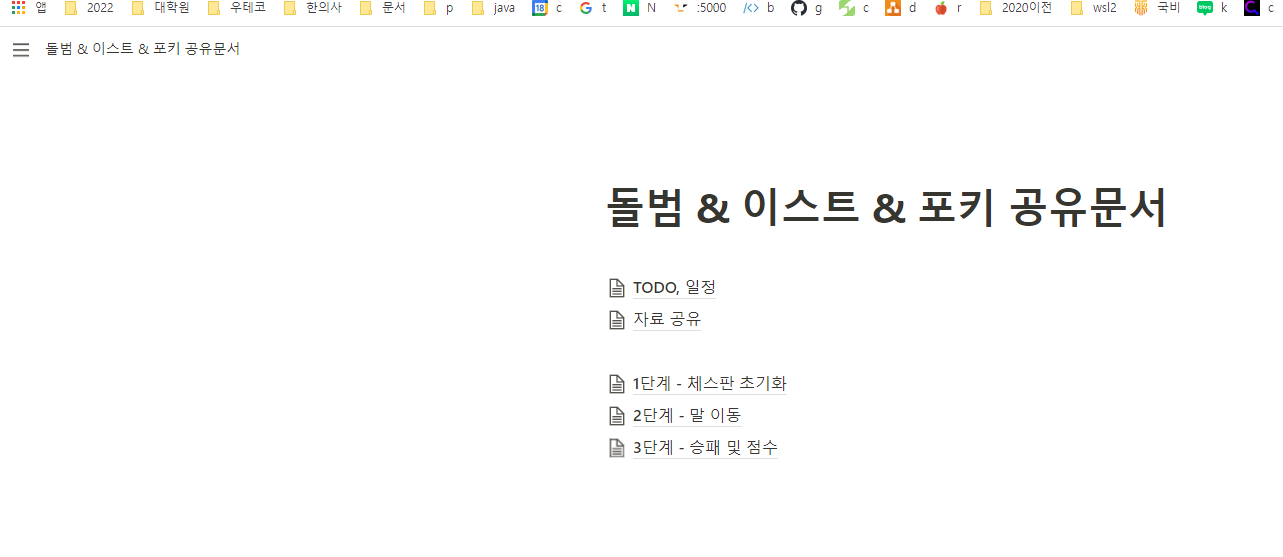 앱 2022 대학원 우테코 한의사 문서 p java 18 c t N N :5000 b g c d r 2020이전 wsl2 국비 blog k c
돌범 & 이스트 & 포키 공유문서
돌범 & 이스트 & 포키 공유문서
TODO, 일정
자료 공유
1단계 - 체스판 초기화
2단계 - 말 이동
3단계 - 승패 및 점수